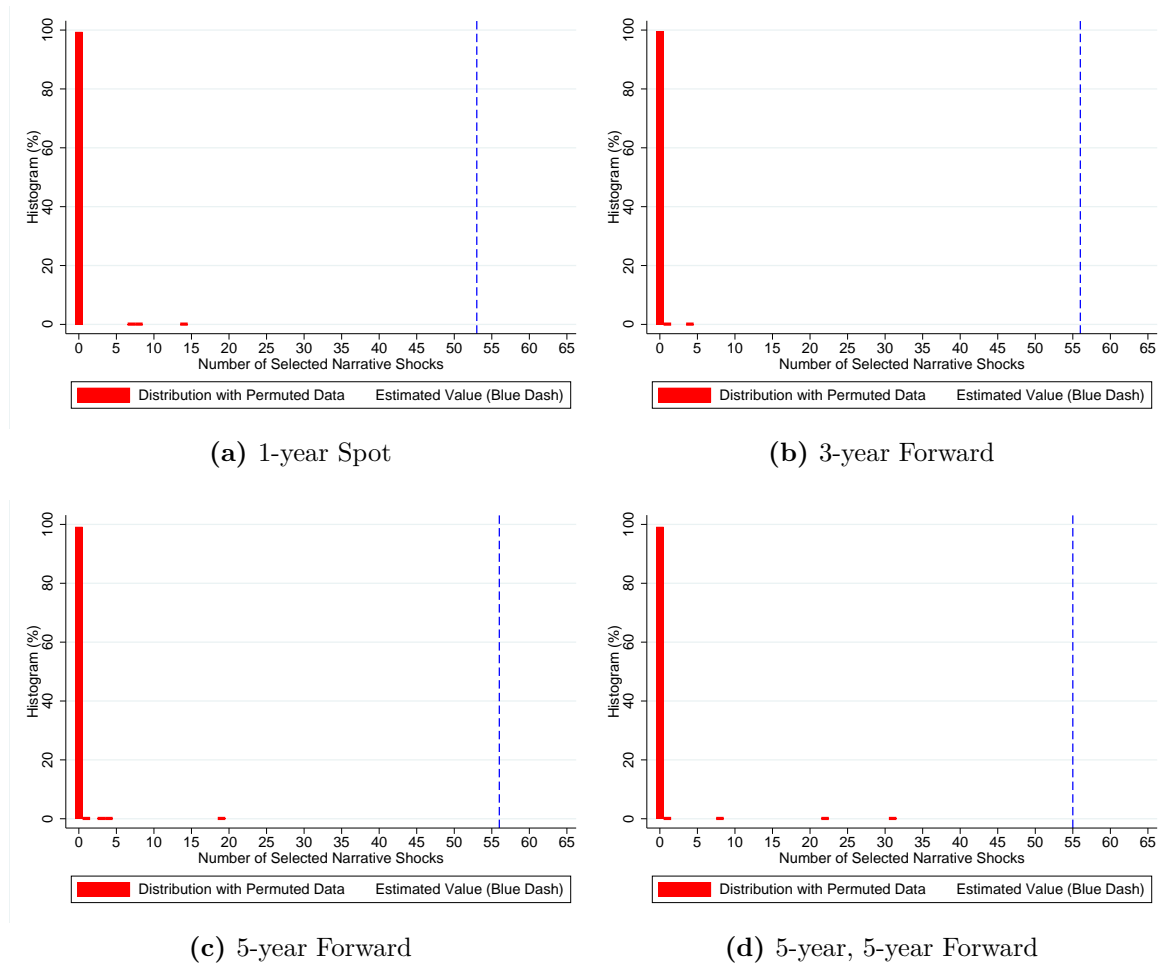 Histogram (%)
0 20 40 60 80 100
0 5 10 15 20 25 30 35 40 45 50 55 60 65
Number of Selected Narrative Shocks
Distribution with Permuted Data Estimated Value (Blue Dash)
(a) 1-year Spot
Histogram (%)
0 20 40 60 80 100
0 5 10 15 20 25 30 35 40 45 50 55 60 65
Number of Selected Narrative Shocks
Distribution with Permuted Data Estimated Value (Blue Dash)
(b) 3-year Forward
Histogram (%)
0 20 40 60 80 100
0 5 10 15 20 25 30 35 40 45 50 55 60 65
Number of Selected Narrative Shocks
Distribution with Permuted Data Estimated Value (Blue Dash)
(c) 5-year Forward
Histogram (%)
0 20 40 60 80 100
0 5 10 15 20 25 30 35 40 45 50 55 60 65
Number of Selected Narrative Shocks
Distribution with Permuted Data Estimated Value (Blue Dash)
(d) 5-year, 5-year Forward